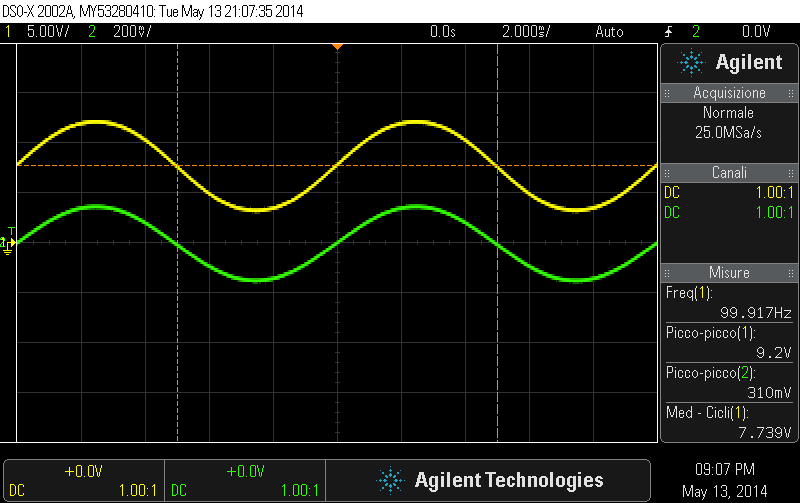 DSO-X 2002A, MY53280410: Tue May 13 21:07:35 2014
1 5.00V/ 2 200mV/ 0.0s 2.000ms/ Auto 2 0.0V
Agilent
Acquisizione
Normale
25.0MSa/s
Canali
DC 1.00:1
DC 1.00:1
Misure
Freq(1):
99.917Hz
Picco-picco(1):
9.2V
Picco-picco(2):
310mV
Med - Cicli(1):
7.739V
T
+0.0V
DC 1.00:1
+0.0V
DC 1.00:1
Agilent Technologies
09:07 PM
May 13, 2014